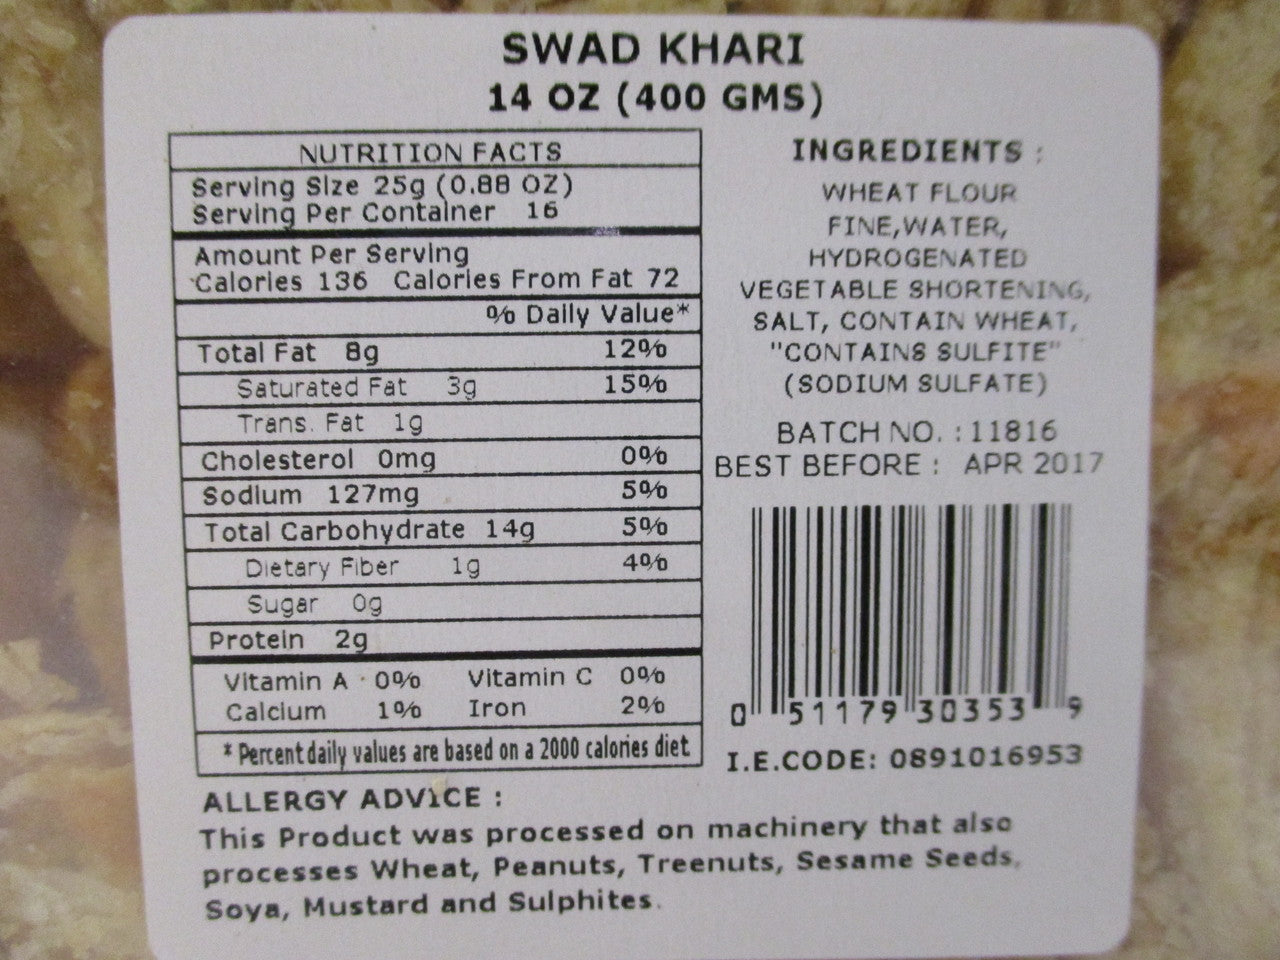 SWAD KHARI
14 OZ (400 GMS)
NUTRITION FACTS
Serving Size 25g (0.88 OZ)
Serving Per Container 16
Amount Per Serving
Calories 136 Calories From Fat 72
% Daily Value*
Total Fat 8g 12%
Saturated Fat 3g 15%
Trans. Fat 1g
Cholesterol 0mg 0%
Sodium 127mg 5%
Total Carbohydrate 14g 5%
Dietary Fiber 1g 4%
Sugar 0g
Protein 2g
Vitamin A 0% Vitamin C 0%
Calcium 1% Iron 2%
* Percent daily values are based on a 2000 calories diet
INGREDIENTS :
WHEAT FLOUR
FINE,WATER,
HYDROGENATED
VEGETABLE SHORTENING,
SALT, CONTAIN WHEAT,
"CONTAINS SULFITE"
(SODIUM SULFATE)
BATCH NO. : 11816
BEST BEFORE : APR 2017
0 51179 30353 9
I.E.CODE: 0891016953
ALLERGY ADVICE :
This Product was processed on machinery that also
processes Wheat, Peanuts, Treenuts, Sesame Seeds,
Soya, Mustard and Sulphites.